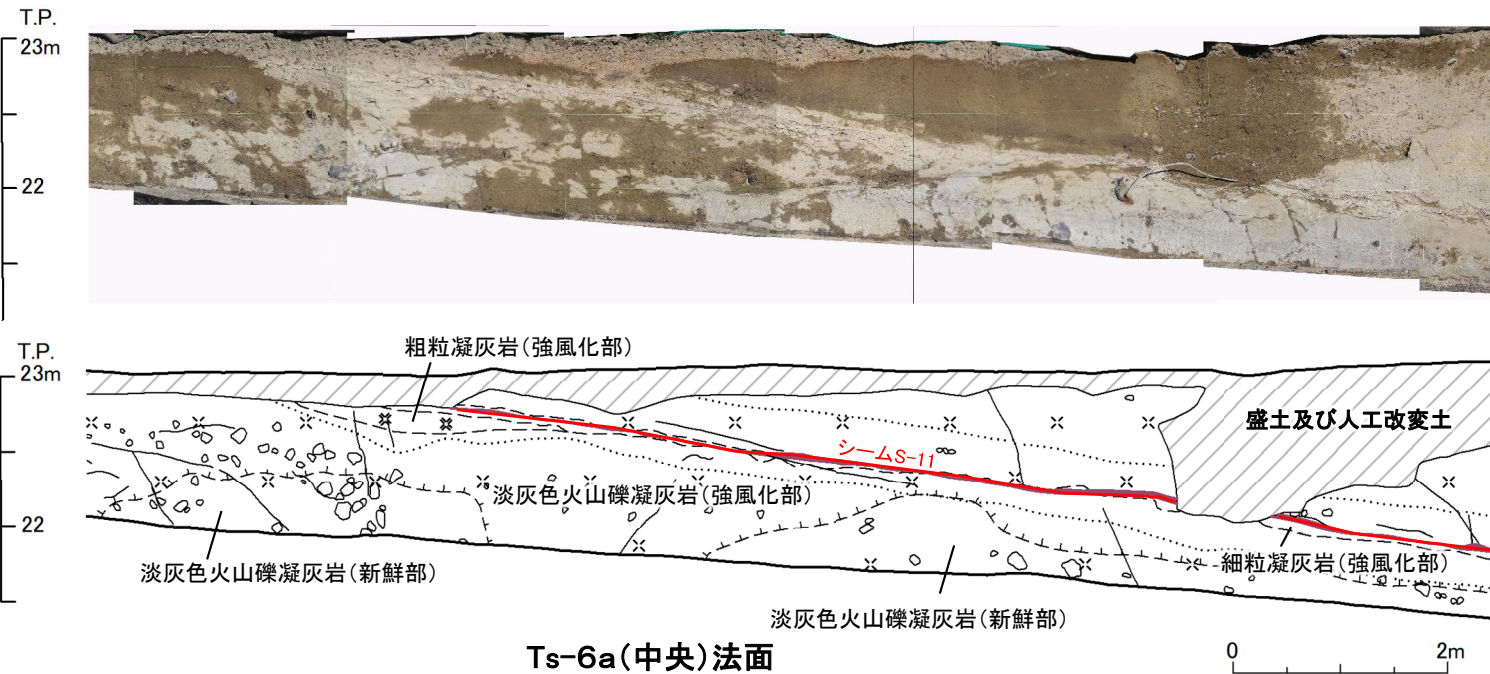 T.P.
23m
22
T.P.
23m
粗粒凝灰岩(強風化部)
盛土及び人工改変土
シームS-11
淡灰色火山礫凝灰岩(強風化部)
22
細粒凝灰岩(強風化部)
淡灰色火山礫凝灰岩(新鮮部)
淡灰色火山礫凝灰岩(新鮮部)
Ts-6a(中央)法面
0 2m